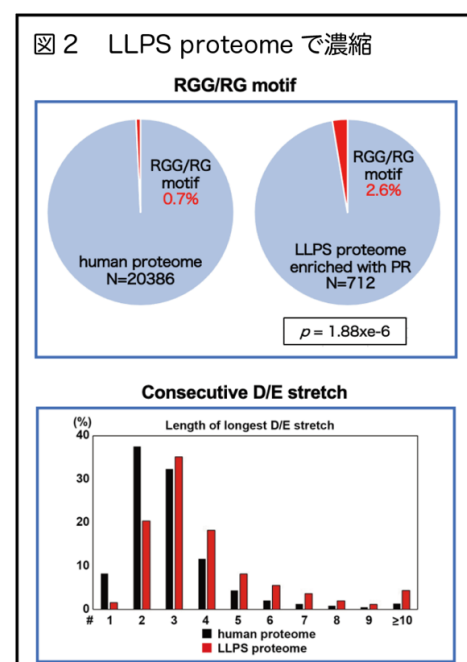 図2 LLPS proteome で濃縮
RGG/RG motif
RGG/RG
motif
0.7%
human proteome
N=20386
RGG/RG
motif
2.6%
LLPS proteome
enriched with PR
N=712
p = 1.88xe-6
Consecutive D/E stretch
(%)
Length of longest D/E stretch
40
30
20
10
0
# 1 2 3 4 5 6 7 8 9 ≥10
human proteome
LLPS proteome